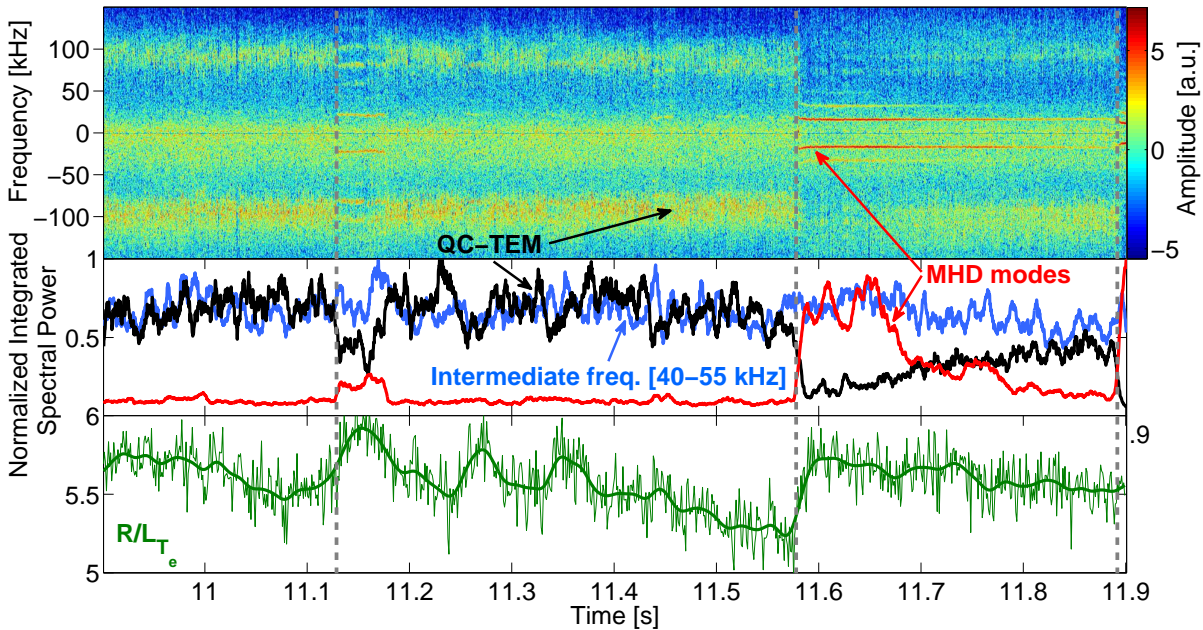 Frequency [kHz]
100
50
0
−50
−100
QC−TEM
MHD modes
5
0
−5
Amplitude [a.u.]
Normalized Integrated
Spectral Power
1
0.5
Intermediate freq. [40−55 kHz]
6
5.5
5
R/L
T
e
.9
11
11.1
11.2
11.3
11.4
11.5
11.6
11.7
11.8
11.9
Time [s]